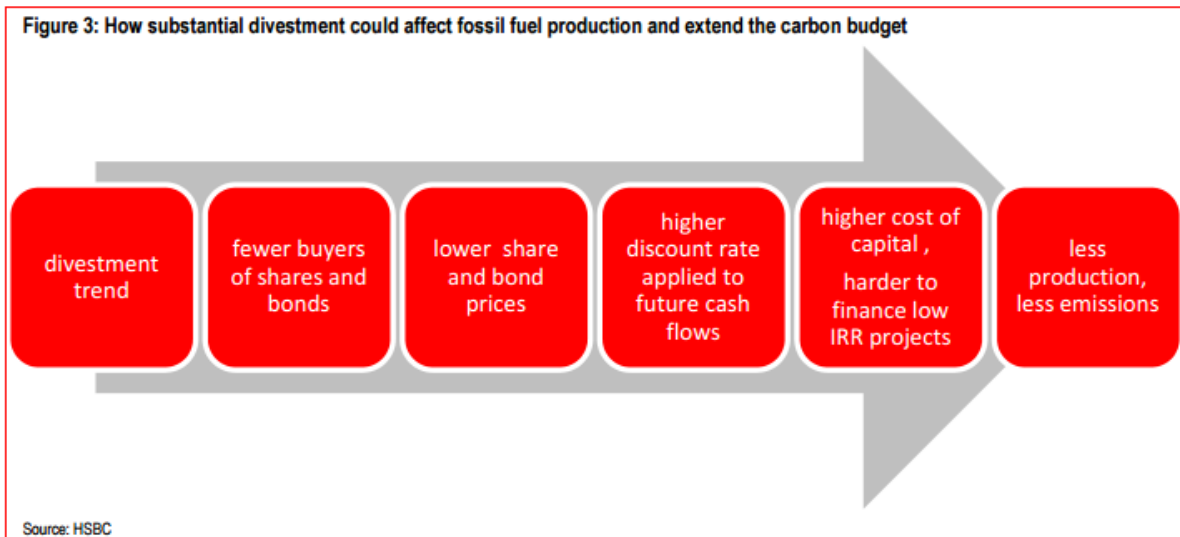 Figure 3: How substantial divestment could affect fossil fuel production and extend the carbon budget
divestment
trend
fewer buyers
of shares and
bonds
lower share
and bond
prices
higher
discount rate
applied to
future cash
flows
higher cost of
capital ,
harder to
finance low
IRR projects
less
production,
less emissions
Source: HSBC